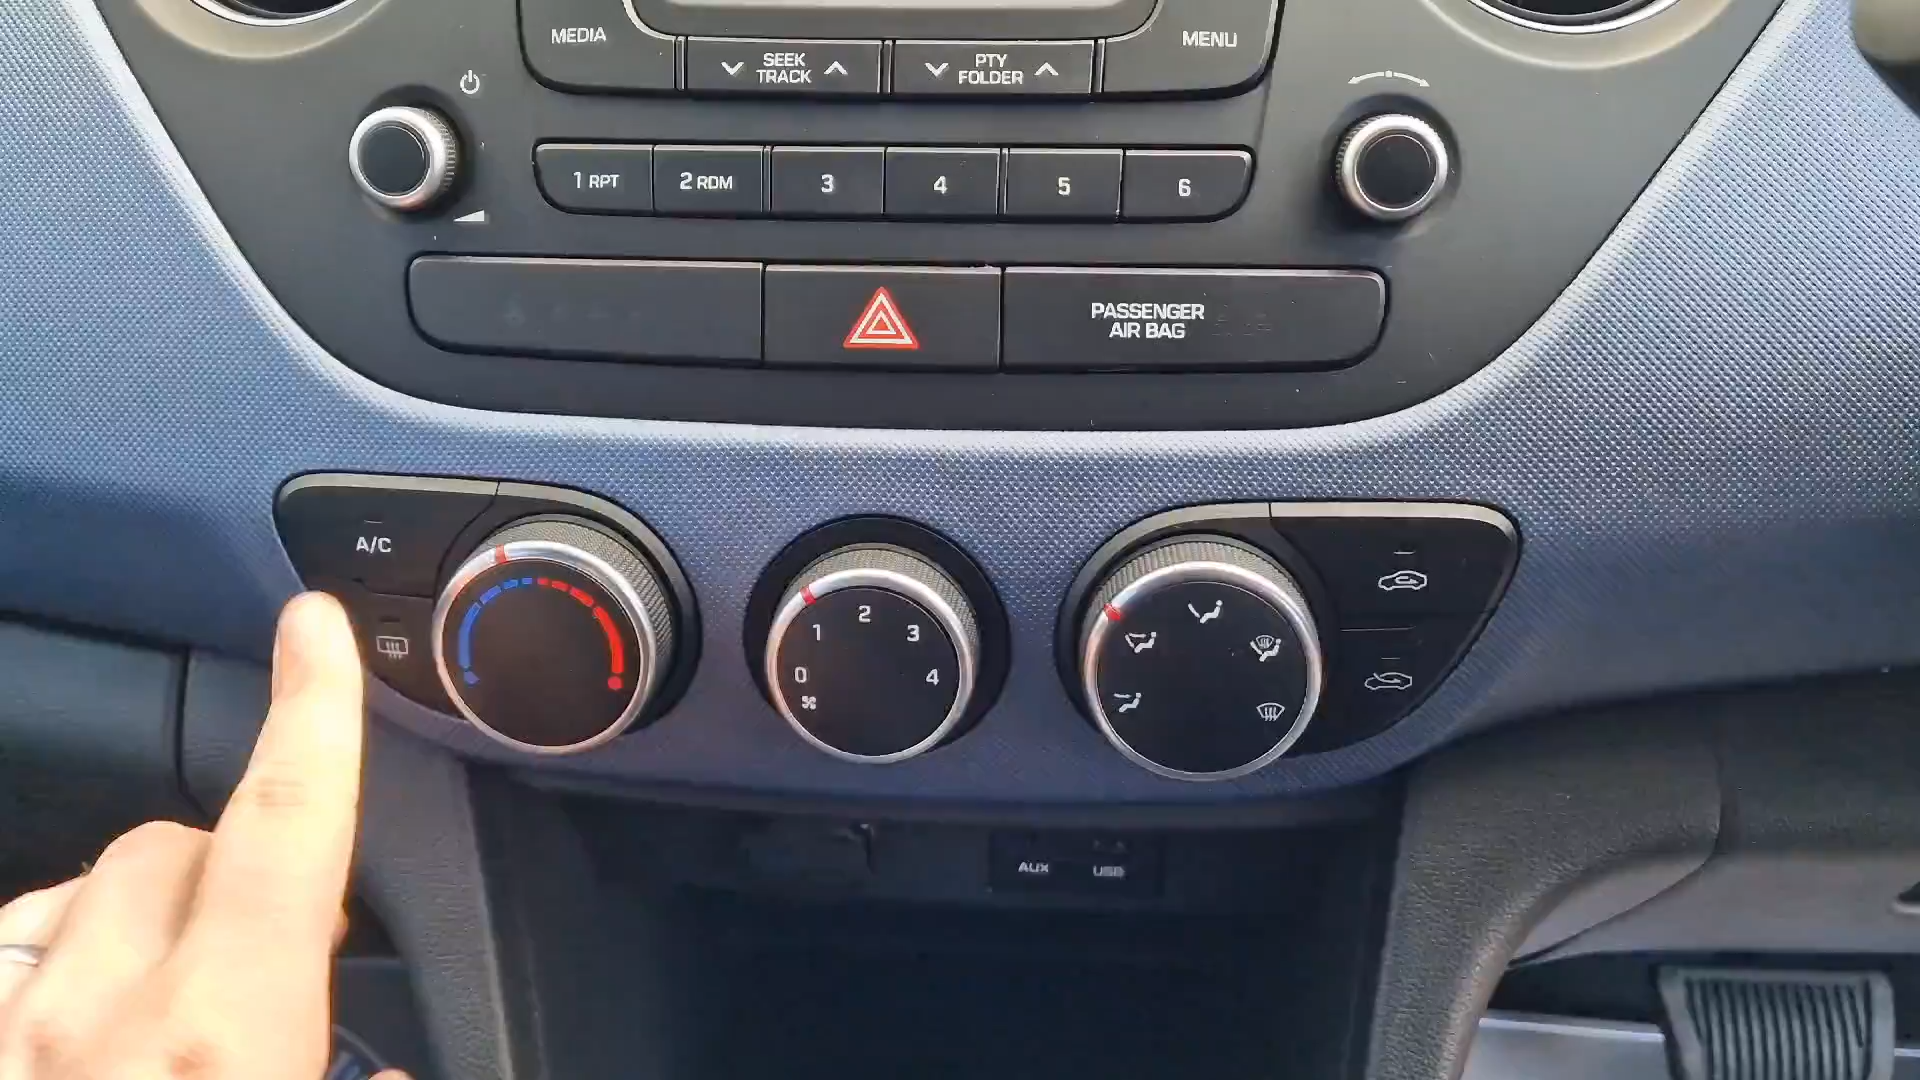 MEDIA
SEEK
TRACK
PTY
FOLDER
MENU
1 RPT
2 RDM
3
4
5
6
PASSENGER
AIR BAG
A/C
0
1
2
3
4
AUX
USB